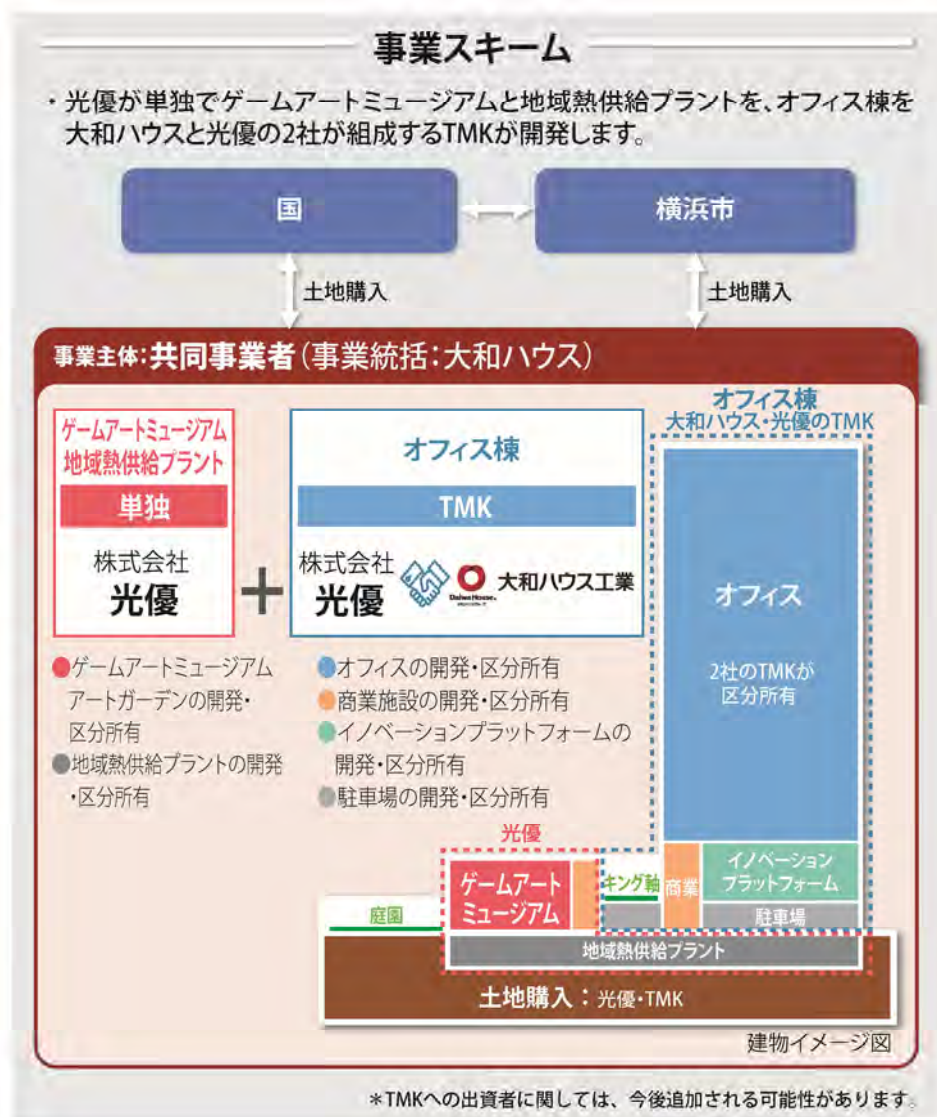 事業スキーム
・光優が単独でゲームアートミュージアムと地域熱供給プラントを、オフィス棟を
大和ハウスと光優の2社が組成するTMKが開発します。
国
横浜市
土地購入
土地購入
事業主体:共同事業者(事業統括:大和ハウス)
ゲームアートミュージアム
地域熱供給プラント
単独
株式会社
光優
+
オフィス棟
TMK
株式会社
光優
Daiwa House®
大和ハウス工業
●ゲームアートミュージアム
アートガーデンの開発・
区分所有
●地域熱供給プラントの開発
・区分所有
●オフィスの開発・区分所有
●商業施設の開発・区分所有
●イノベーションプラットフォームの
開発・区分所有
●駐車場の開発・区分所有
オフィス棟
大和ハウス・光優のTMK
オフィス
2社のTMKが
区分所有
光優
ゲームアート
ミュージアム
キング軸
商業
イノベーション
プラットフォーム
庭園
駐車場
地域熱供給プラント
土地購入:光優・TMK
建物イメージ図
*TMKへの出資者に関しては、今後追加される可能性があります。